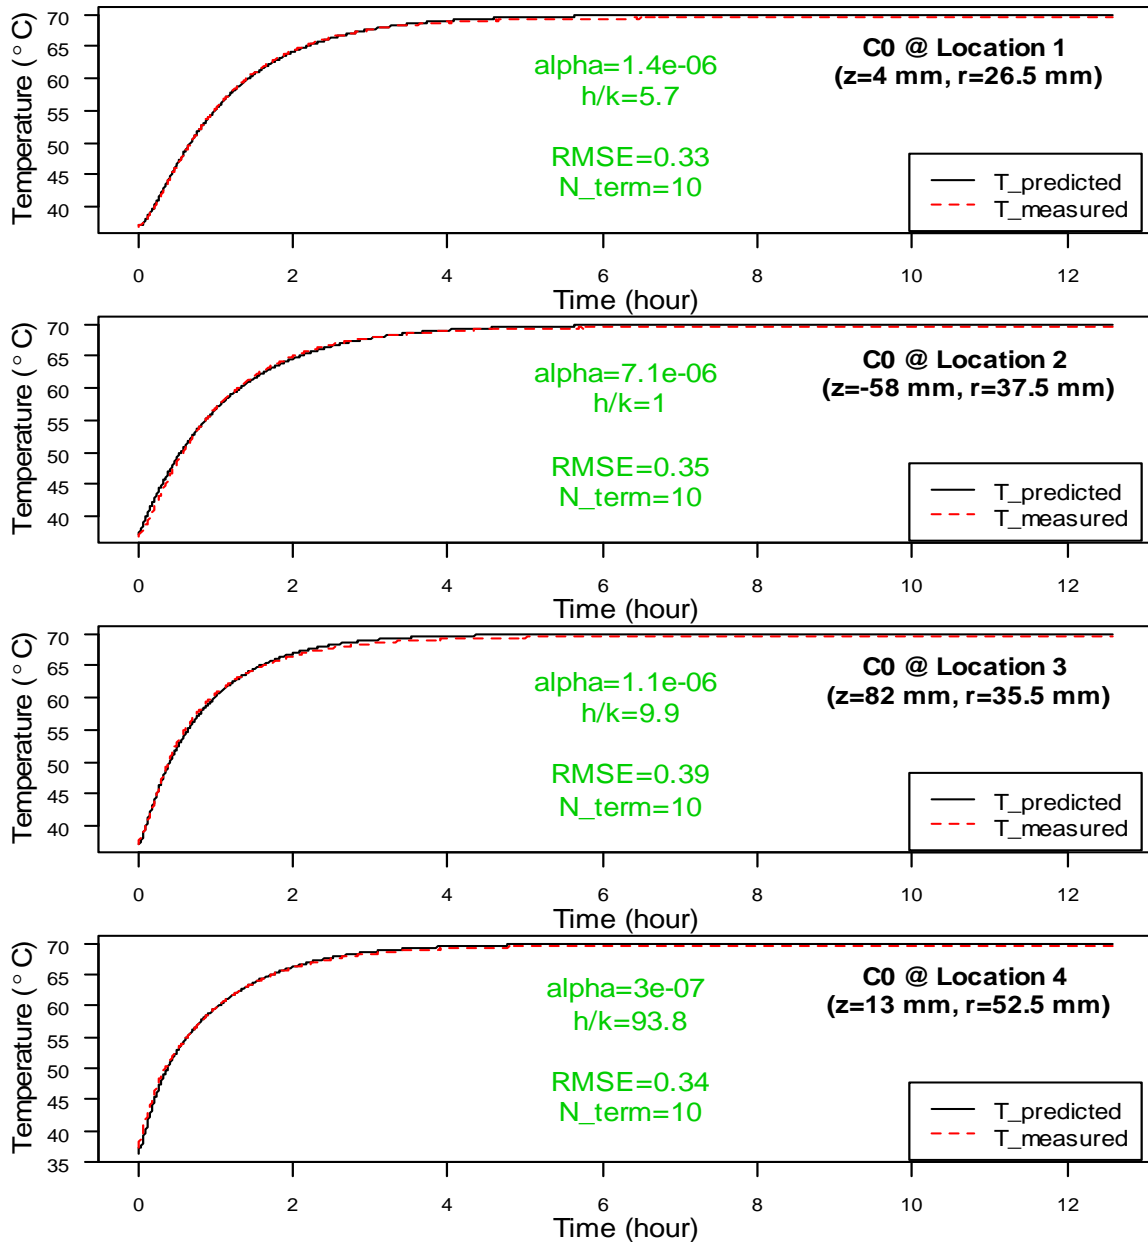 70
65
60
55
50
45
40
Temperature (° C)
alpha=1.4e-06
h/k=5.7
RMSE=0.33
N_term=10
C0 @ Location 1
(z=4 mm, r=26.5 mm)
T_predicted
T_measured
0 2 4 6 8 10 12
Time (hour)
70
65
60
55
50
45
40
Temperature (° C)
alpha=7.1e-06
h/k=1
RMSE=0.35
N_term=10
C0 @ Location 2
(z=-58 mm, r=37.5 mm)
T_predicted
T_measured
0 2 4 6 8 10 12
Time (hour)
70
65
60
55
50
45
40
Temperature (° C)
alpha=1.1e-06
h/k=9.9
RMSE=0.39
N_term=10
C0 @ Location 3
(z=82 mm, r=35.5 mm)
T_predicted
T_measured
0 2 4 6 8 10 12
Time (hour)
70
65
60
55
50
45
40
35
Temperature (° C)
alpha=3e-07
h/k=93.8
RMSE=0.34
N_term=10
C0 @ Location 4
(z=13 mm, r=52.5 mm)
T_predicted
T_measured
0 2 4 6 8 10 12
Time (hour)